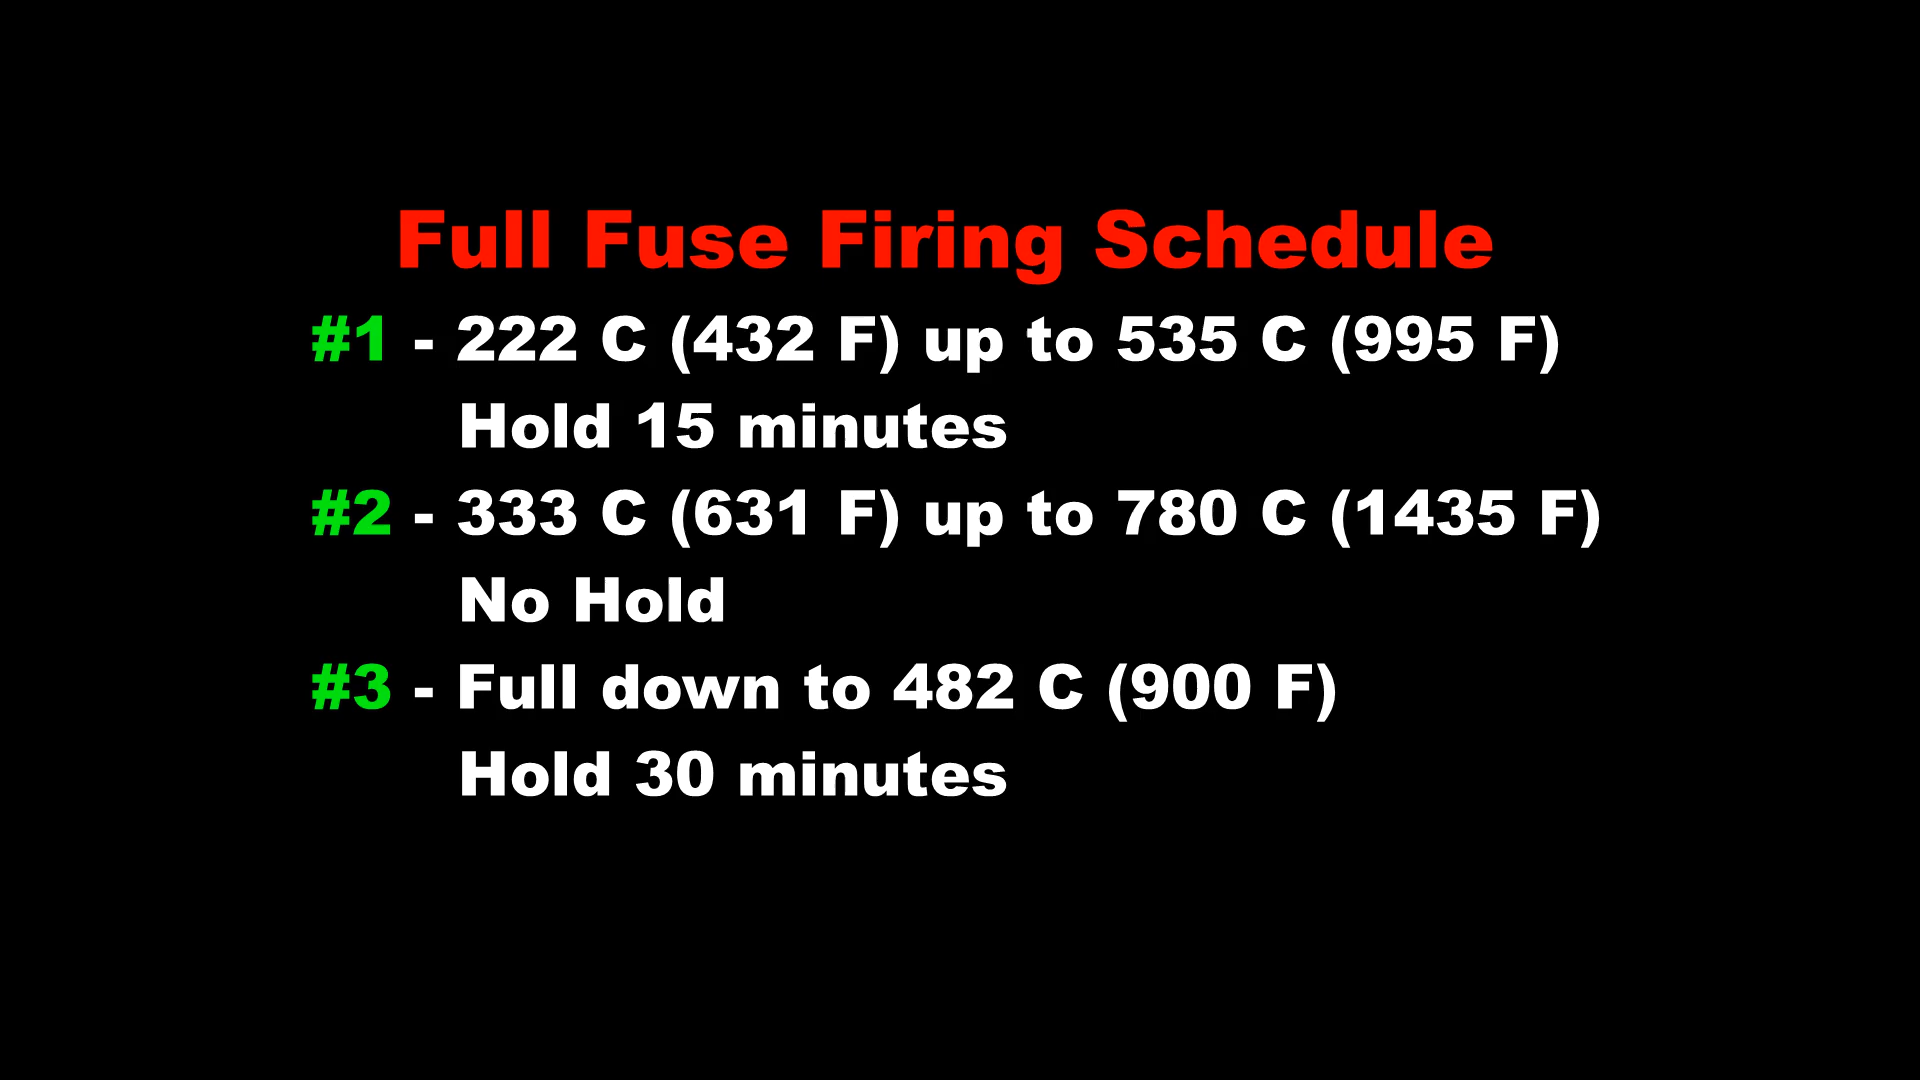 Full Fuse Firing Schedule
#1 - 222 C (432 F) up to 535 C (995 F)
Hold 15 minutes
#2 - 333 C (631 F) up to 780 C (1435 F)
No Hold
#3 - Full down to 482 C (900 F)
Hold 30 minutes